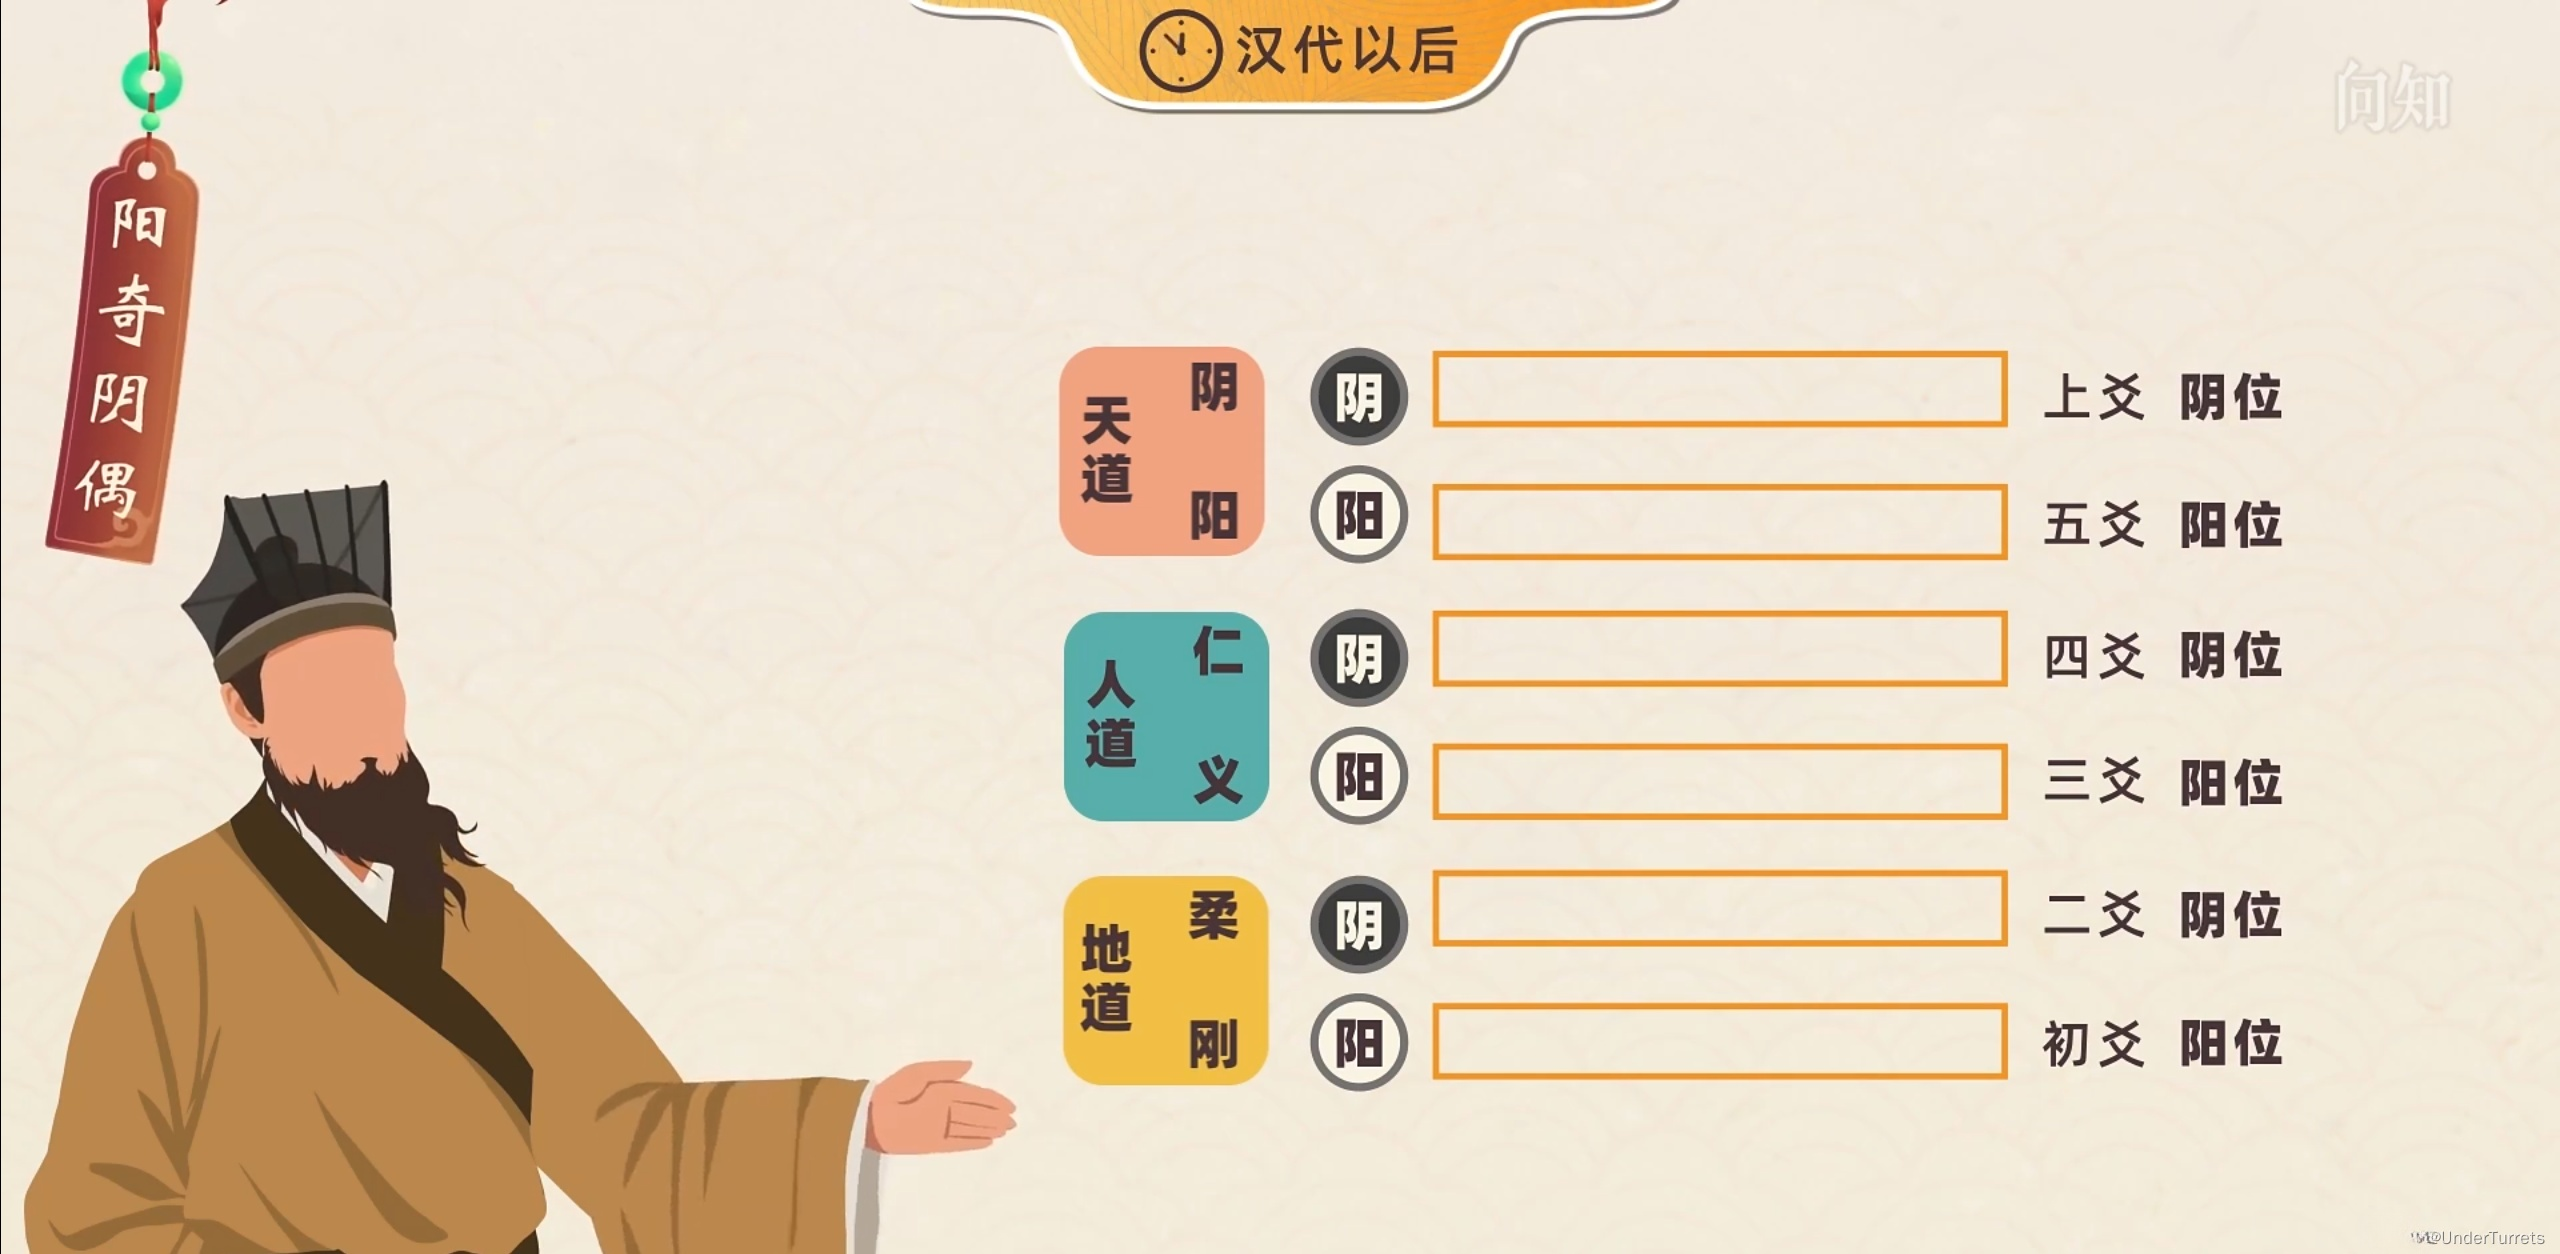 汉代以后
向知
阳奇阴偶
天道 阴 阳
阴 上爻 阴位
阳 五爻 阳位
人道 仁 义
阴 四爻 阴位
阳 三爻 阳位
地道 柔 刚
阴 二爻 阴位
阳 初爻 阳位
@UnderTurrets